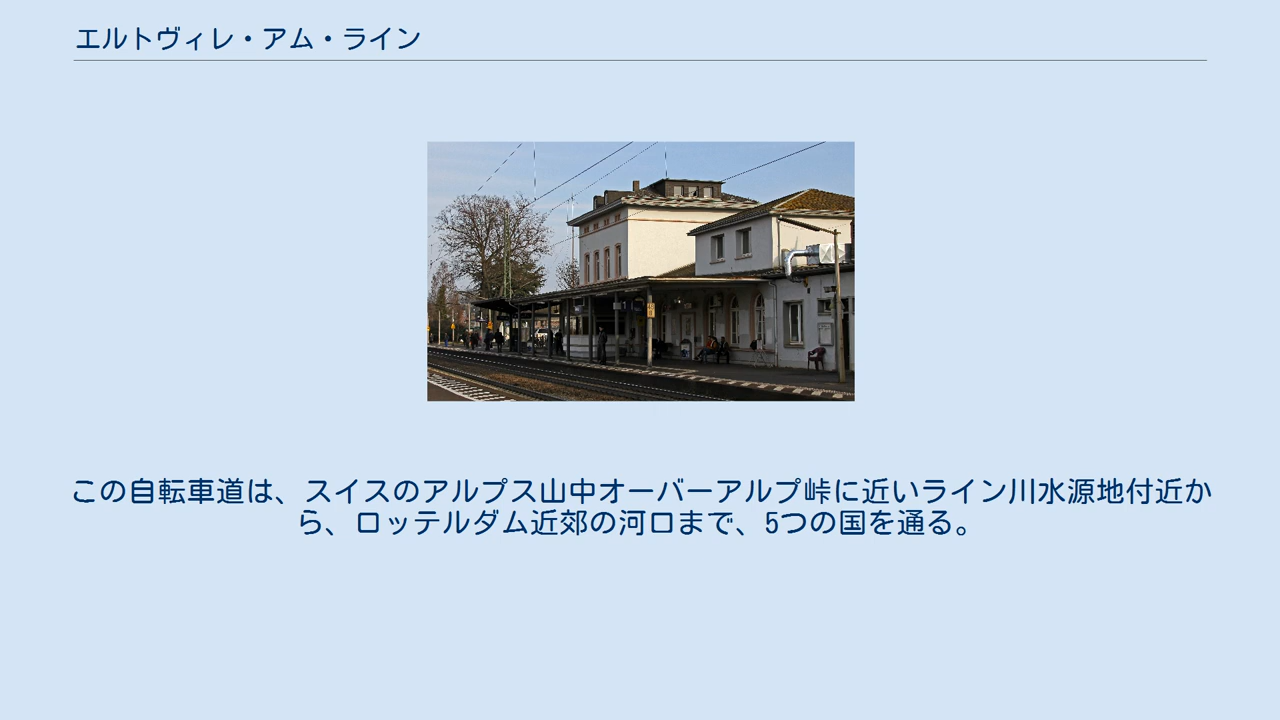 エルトヴィレ・アム・ライン
この自転車道は、スイスのアルプス山中オーバーアルプ峠に近いライン川水源地付近か
ら、ロッテルダム近郊の河口まで、5つの国を通る。